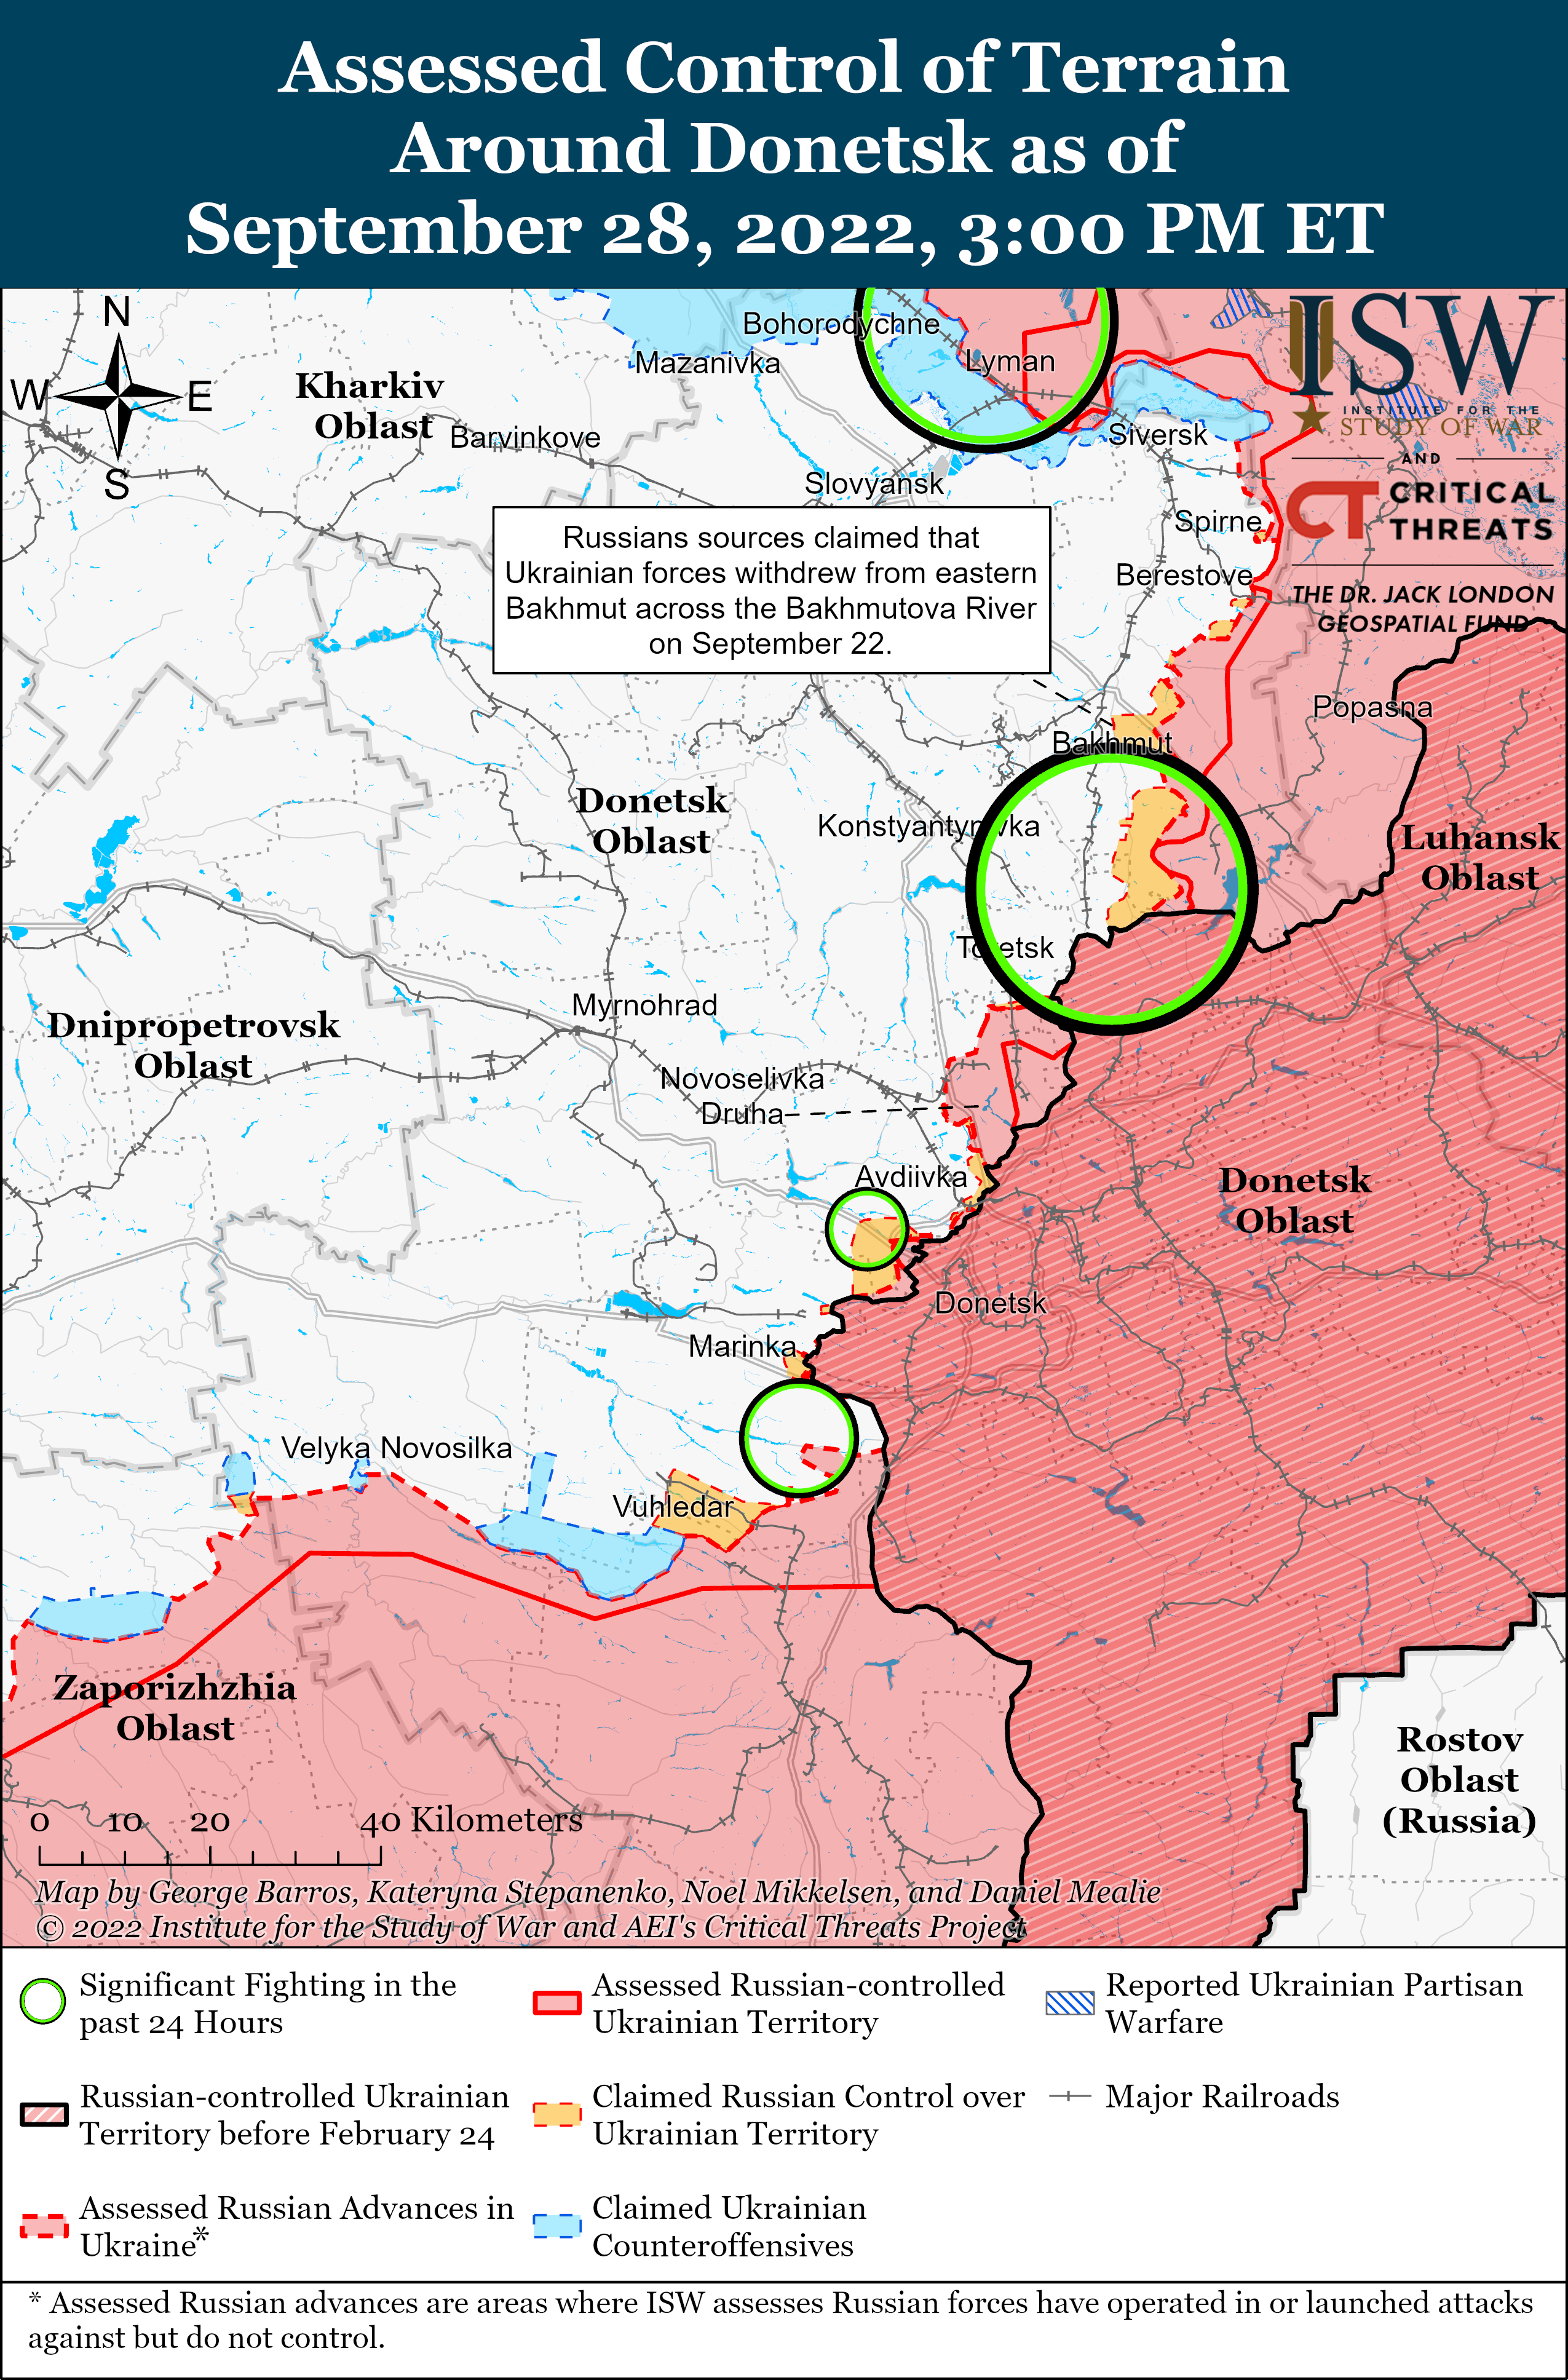 Assessed Control of Terrain
Around Donetsk as of
September 28, 2022, 3:00 PM ET
N
W
E
S
ISW
INSTITUTE FOR THE
STUDY OF WAR
AND
CT CRITICAL
THREATS
THE DR. JACK LONDON
GEOSPATIAL FUND
Bohorodychne
Mazanivka
Lyman
Kharkiv
Oblast
Barvinkove
Siversk
Slovyansk
Spirne
Russians sources claimed that
Ukrainian forces withdrew from eastern
Bakhmut across the Bakhmutova River
on September 22.
Berestove
Popasna
Bakhmut
Donetsk
Oblast
Konstyantynivka
Luhansk
Oblast
Toretsk
Myrnohrad
Dnipropetrovsk
Oblast
Novoselivka
Druha
Avdiivka
Donetsk
Oblast
Donetsk
Marinka
Velyka Novosilka
Vuhledar
Zaporizhzhia
Oblast
Rostov
Oblast
(Russia)
0 10 20 40 Kilometers
Map by George Barros, Kateryna Stepanenko, Noel Mikkelsen, and Daniel Mealie
© 2022 Institute for the Study of War and AEI's Critical Threats Project
Significant Fighting in the
past 24 Hours
Russian-controlled Ukrainian
Territory before February 24
Assessed Russian Advances in
Ukraine*
Assessed Russian-controlled
Ukrainian Territory
Claimed Russian Control over
Ukrainian Territory
Claimed Ukrainian
Counteroffensives
Reported Ukrainian Partisan
Warfare
Major Railroads
* Assessed Russian advances are areas where ISW assesses Russian forces have operated in or launched attacks
against but do not control.